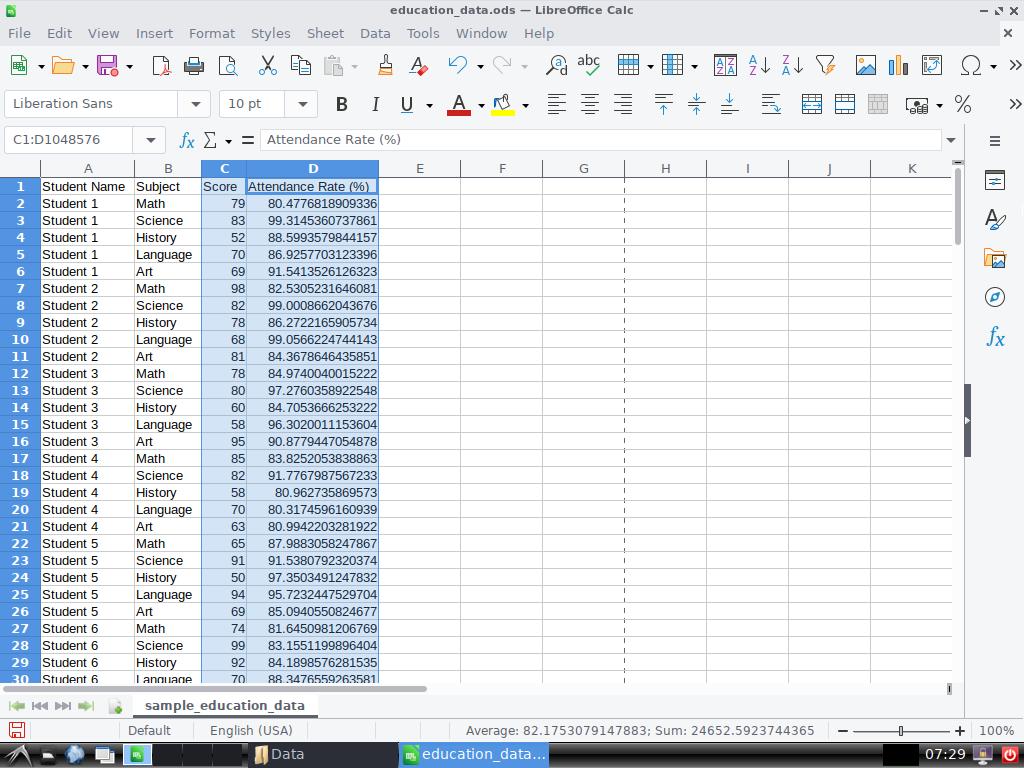 education_data.ods — LibreOffice Calc
File Edit View Insert Format Styles Sheet Data Tools Window Help
Liberation Sans 10 pt B I U A %
C1:D1048576 fx Σ = Attendance Rate (%)
A B C D E F G H I J K
1 Student Name Subject Score Attendance Rate (%)
2 Student 1 Math 79 80.4776818909336
3 Student 1 Science 83 99.3145360737861
4 Student 1 History 52 88.5993579844157
5 Student 1 Language 70 86.9257703123396
6 Student 1 Art 69 91.5413526126323
7 Student 2 Math 98 82.5305231646081
8 Student 2 Science 82 99.0008662043676
9 Student 2 History 78 86.2722165905734
10 Student 2 Language 68 99.0566224744143
11 Student 2 Art 81 84.3678646435851
12 Student 3 Math 78 84.9740040015222
13 Student 3 Science 80 97.2760358922548
14 Student 3 History 60 84.7053666253222
15 Student 3 Language 58 96.3020011153604
16 Student 3 Art 95 90.8779447054878
17 Student 4 Math 85 83.8252053838863
18 Student 4 Science 82 91.7767987567233
19 Student 4 History 58 80.962735869573
20 Student 4 Language 70 80.3174596160939
21 Student 4 Art 63 80.9942203281922
22 Student 5 Math 65 87.9883058247867
23 Student 5 Science 91 91.5380792320374
24 Student 5 History 50 97.3503491247832
25 Student 5 Language 94 95.7232447529704
26 Student 5 Art 69 85.0940550824677
27 Student 6 Math 74 81.6450981206769
28 Student 6 Science 99 83.1551199896404
29 Student 6 History 92 84.1898576281535
30 Student 6 Language 70 88.3476559263581
sample_education_data
Default English (USA) Average: 82.1753079147883; Sum: 24652.5923744365 100%
Data education_data... 07:29